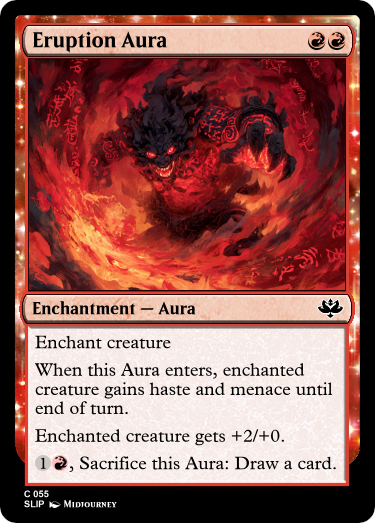 Eruption Aura
Enchantment — Aura
Enchant creature
When this Aura enters, enchanted
creature gains haste and menace until
end of turn.
Enchanted creature gets +2/+0.
1, Sacrifice this Aura: Draw a card.
C 055
SLIP Midjourney